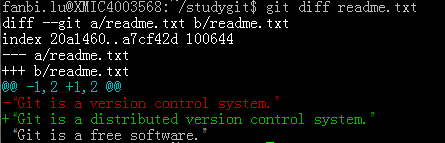 fanbi.lu@XMIC4003568:~/studygit$ git diff readme.txt
diff --git a/readme.txt b/readme.txt
index 20a1460..a7cf42d 100644
--- a/readme.txt
+++ b/readme.txt
@@ -1,2 +1,2 @@
-"Git is a version control system."
+"Git is a distributed version control system."
 "Git is a free software."